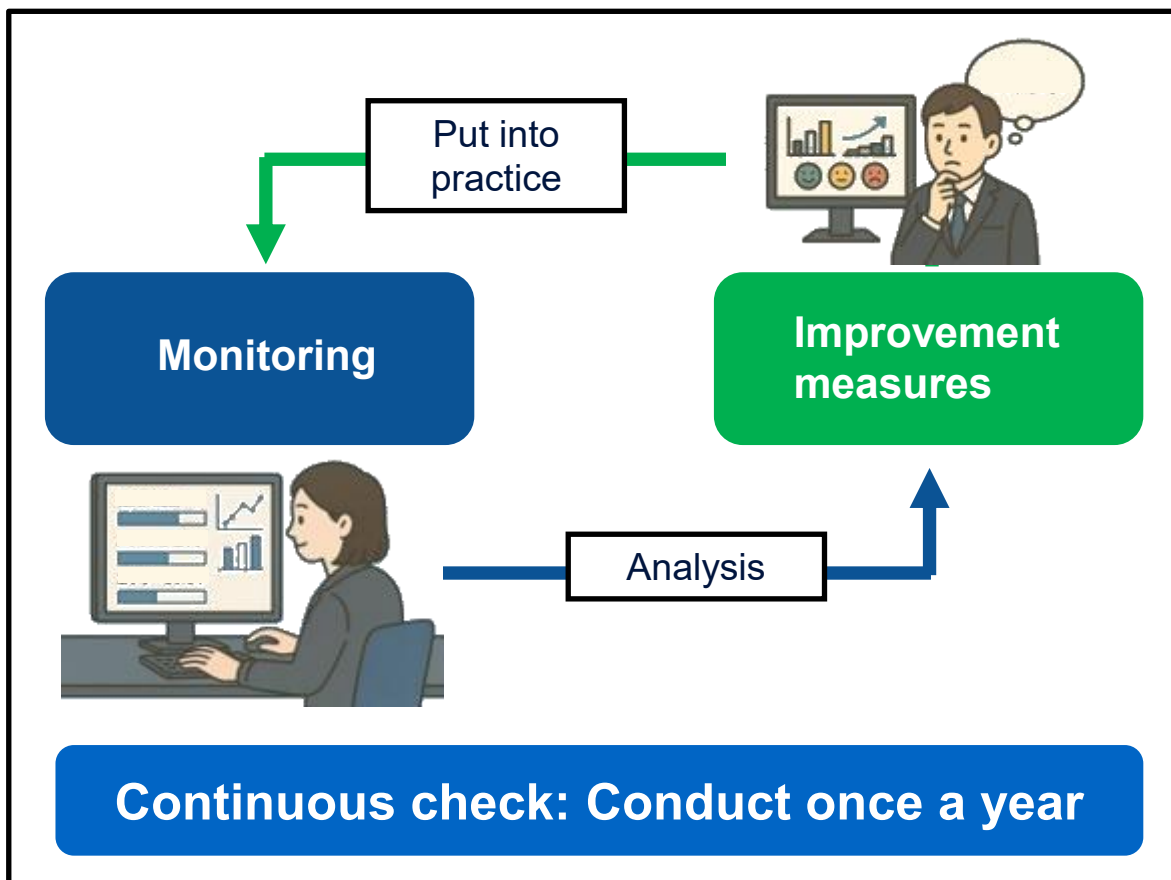 Put into
practice
Monitoring
Improvement
measures
Analysis
Continuous check: Conduct once a year